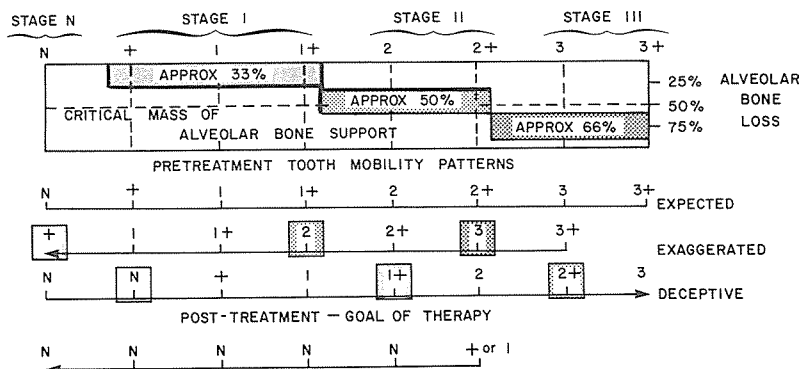 STAGE N STAGE I STAGE II STAGE III
N + 1 1+ 2 2+ 3 3+
APPROX 33% 25% ALVEOLAR
APPROX 50% 50% BONE
CRITICAL MASS OF
ALVEOLAR BONE SUPPORT APPROX 66% 75% LOSS
PRETREATMENT TOOTH MOBILITY PATTERNS
N + 1 1+ 2 2+ 3 3+ EXPECTED
+ 1 1+ 2 2+ 3 3+ EXAGGERATED
N N + 1 1+ 2 2+ 3 DECEPTIVE
POST-TREATMENT — GOAL OF THERAPY
N N N N N + or 1